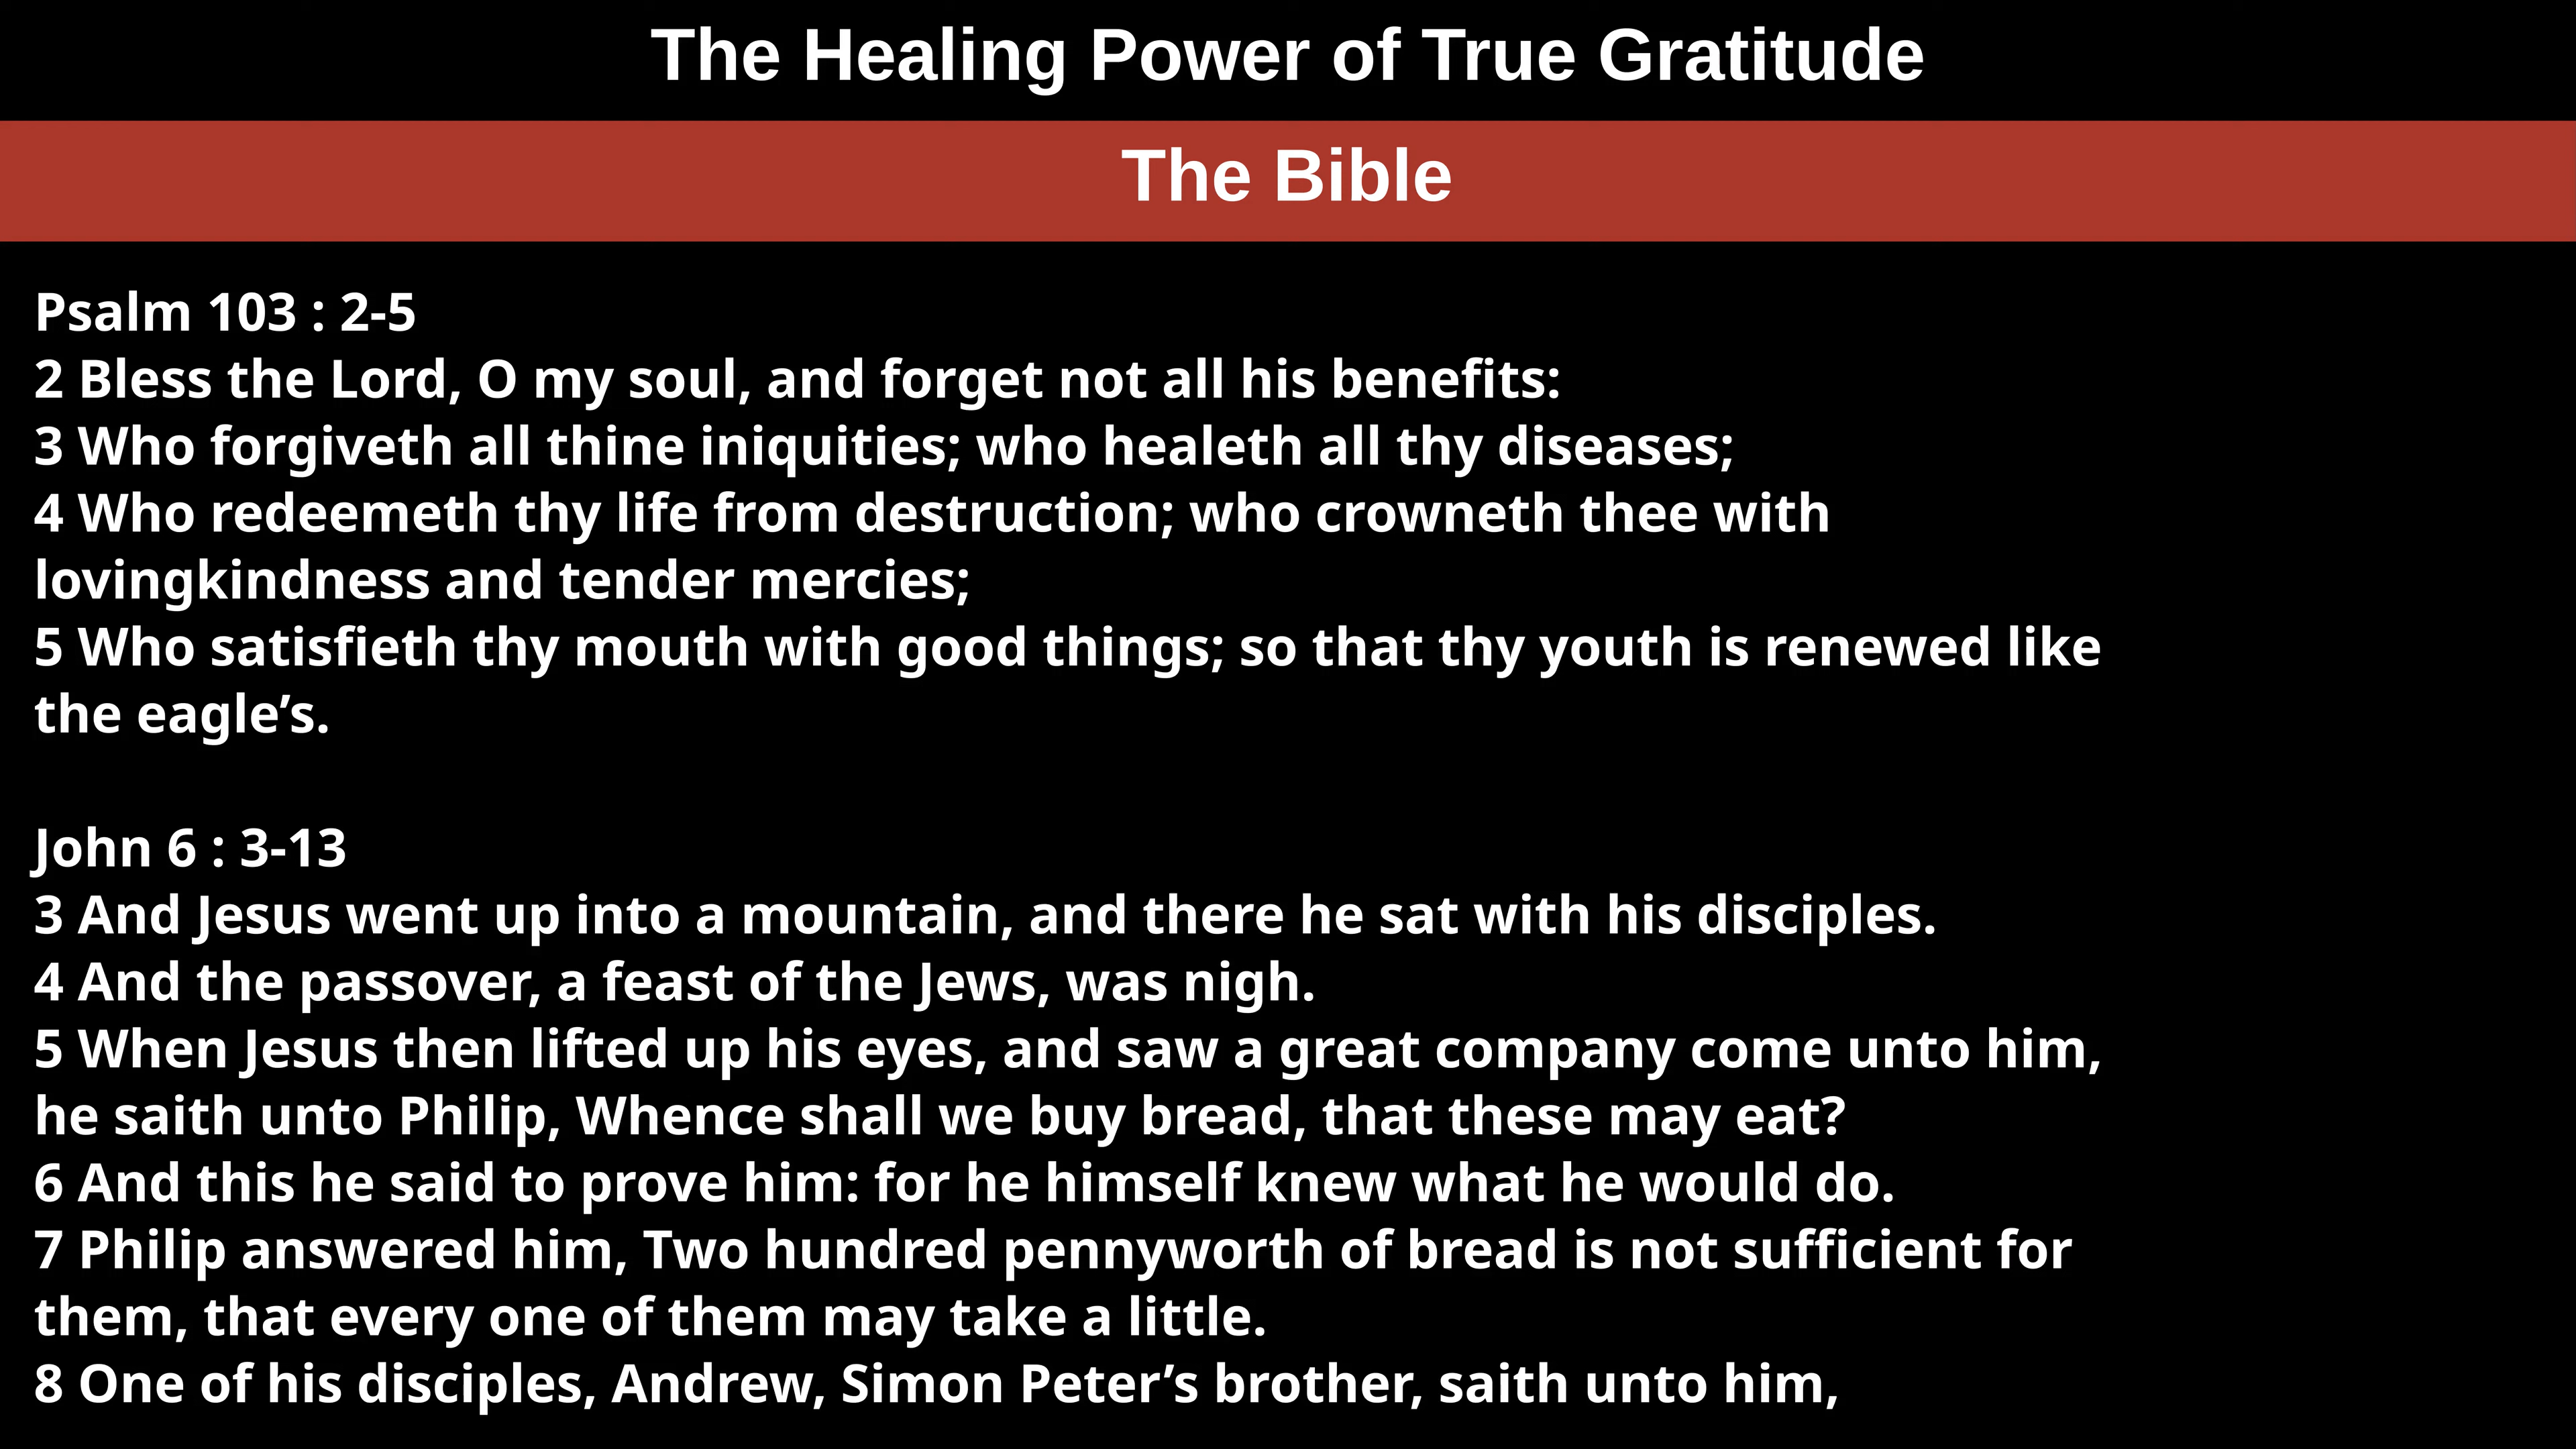 The Healing Power of True Gratitude
The Bible
Psalm 103 : 2-5
2 Bless the Lord, O my soul, and forget not all his benefits:
3 Who forgiveth all thine iniquities; who healeth all thy diseases;
4 Who redeemeth thy life from destruction; who crowneth thee with
lovingkindness and tender mercies;
5 Who satisfieth thy mouth with good things; so that thy youth is renewed like
the eagle’s.
John 6 : 3-13
3 And Jesus went up into a mountain, and there he sat with his disciples.
4 And the passover, a feast of the Jews, was nigh.
5 When Jesus then lifted up his eyes, and saw a great company come unto him,
he saith unto Philip, Whence shall we buy bread, that these may eat?
6 And this he said to prove him: for he himself knew what he would do.
7 Philip answered him, Two hundred pennyworth of bread is not sufficient for
them, that every one of them may take a little.
8 One of his disciples, Andrew, Simon Peter’s brother, saith unto him,